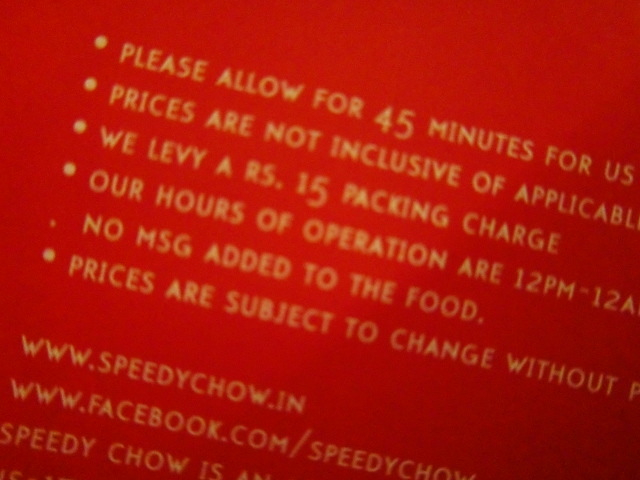 • PLEASE ALLOW FOR 45 MINUTES FOR US
• PRICES ARE NOT INCLUSIVE OF APPLICABLE
• WE LEVY A RS. 15 PACKING CHARGE
• OUR HOURS OF OPERATION ARE 12PM-12A
. NO MSG ADDED TO THE FOOD.
• PRICES ARE SUBJECT TO CHANGE WITHOUT P
WWW.SPEEDYCHOW.IN
WWW.FACEBOOK.COM/SPEEDYCHOW
SPEEDY CHOW IS AN